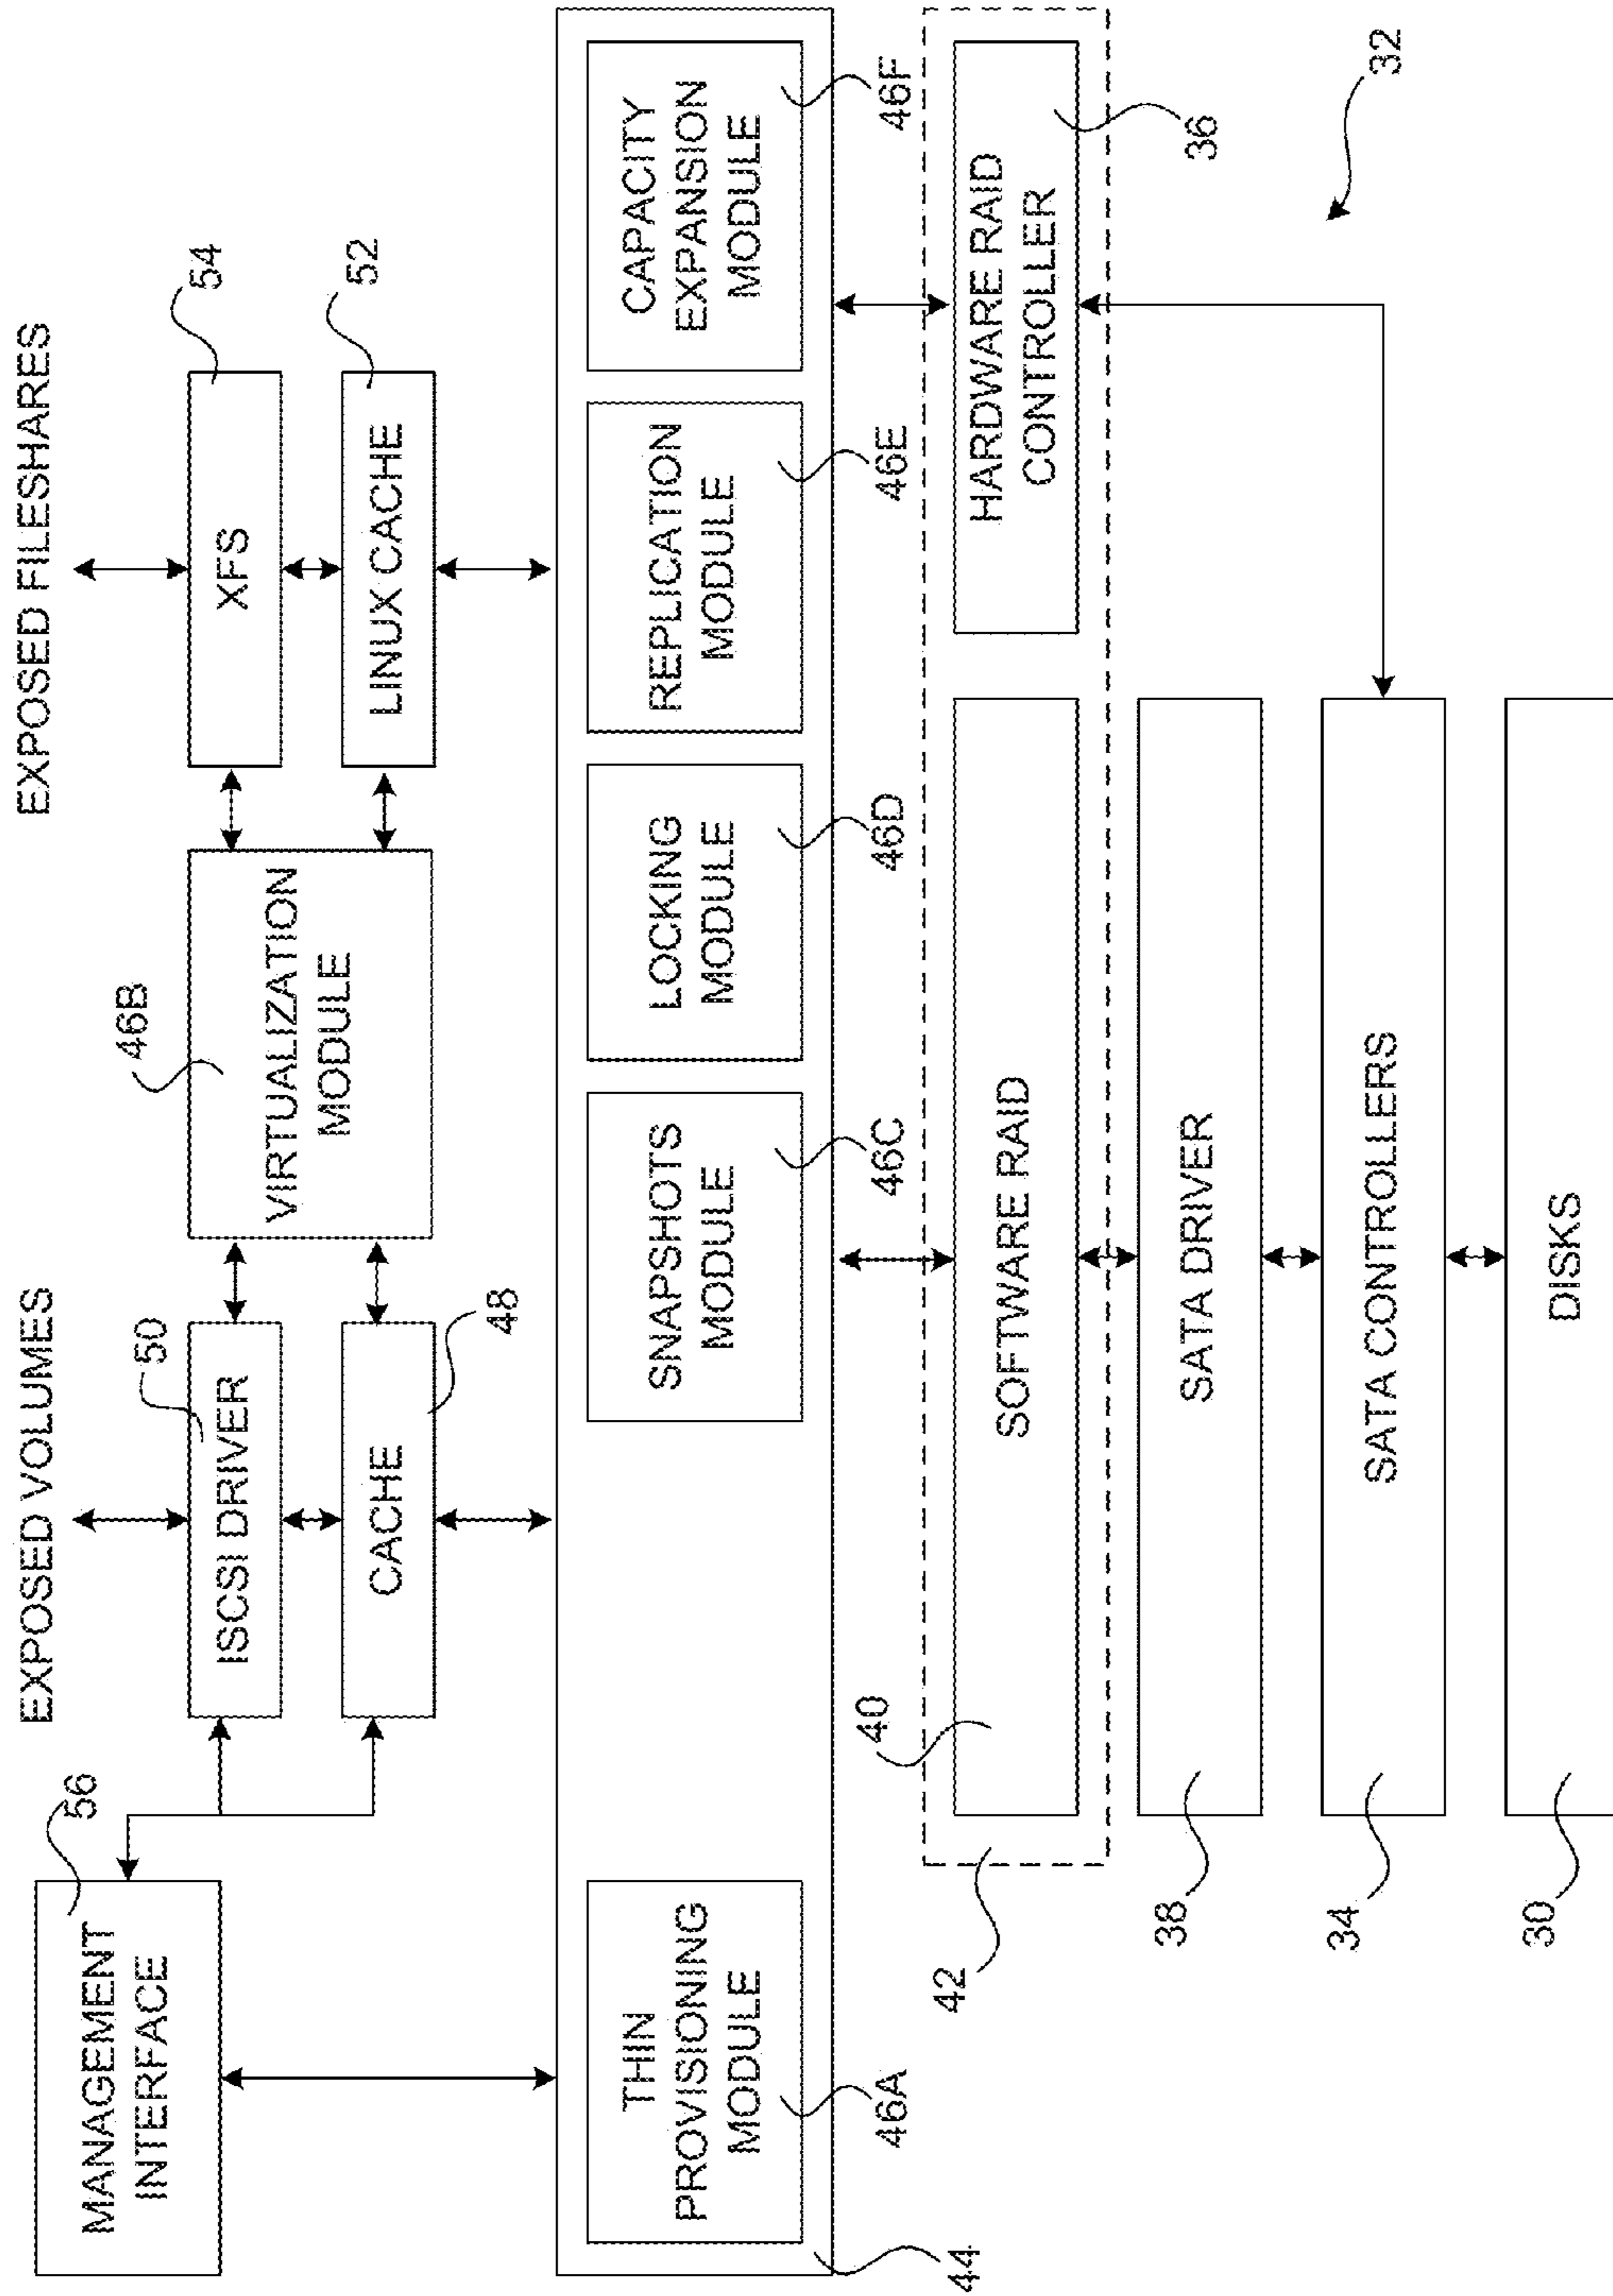 EXPOSED VOLUMES
EXPOSED FILESHARES
MANAGEMENT
INTERFACE
56
ISCSI DRIVER
50
46B
VIRTUALIZATION
MODULE
XFS
54
CACHE
48
LINUX CACHE
52
THIN
PROVISIONING
MODULE
46A
SNAPSHOTS
MODULE
46C
LOCKING
MODULE
46D
REPLICATION
MODULE
46E
CAPACITY
EXPANSION
MODULE
46F
44
40
42
SOFTWARE RAID
HARDWARE RAID
CONTROLLER
36
38
SATA DRIVER
34
SATA CONTROLLERS
32
30
DISKS